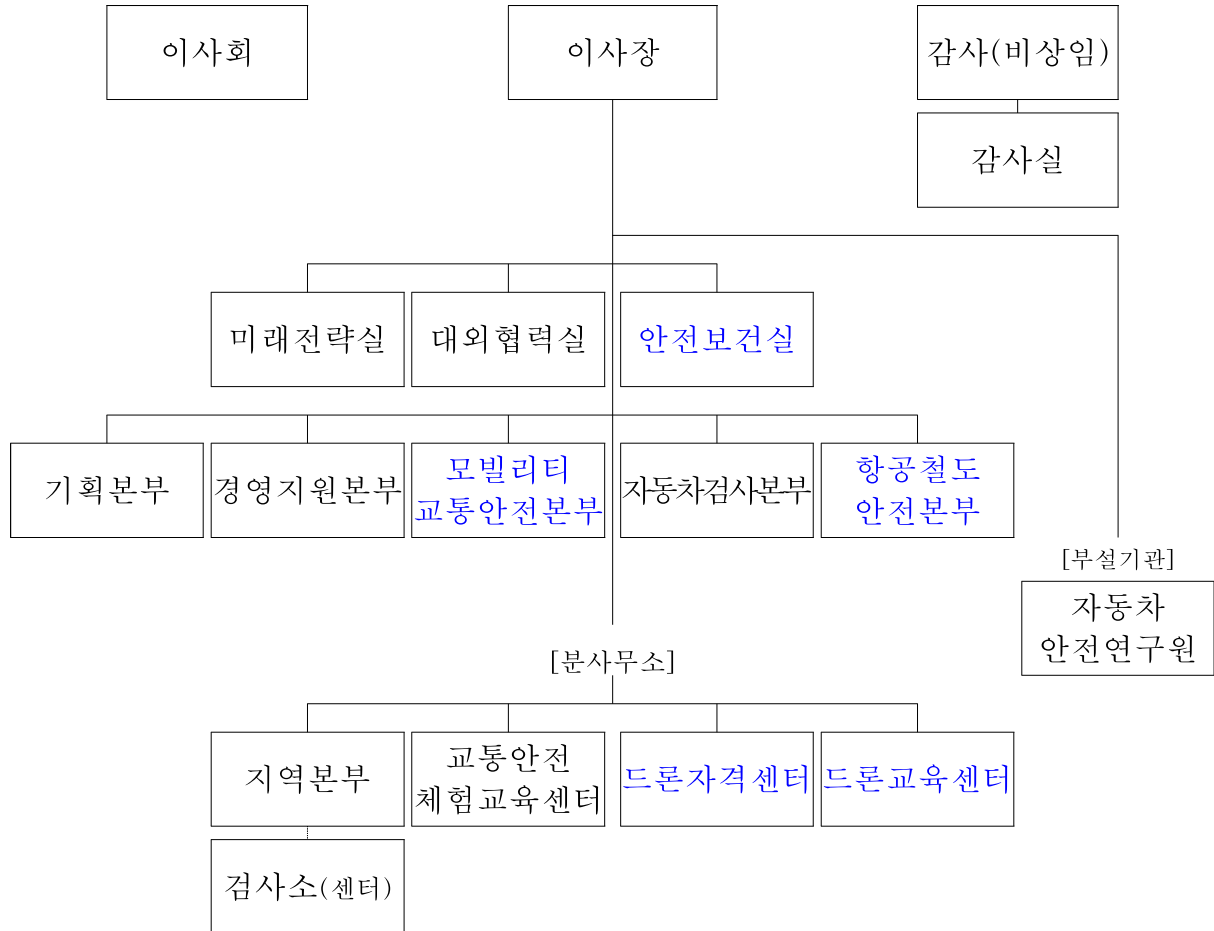 이사회
이사장
감사(비상임)
감사실
미래전략실
대외협력실
안전보건실
기획본부
경영지원본부
모빌리티
교통안전본부
자동차검사본부
항공철도
안전본부
[부설기관]
자동차
안전연구원
[분사무소]
지역본부
교통안전
체험교육센터
드론자격센터
드론교육센터
검사소(센터)